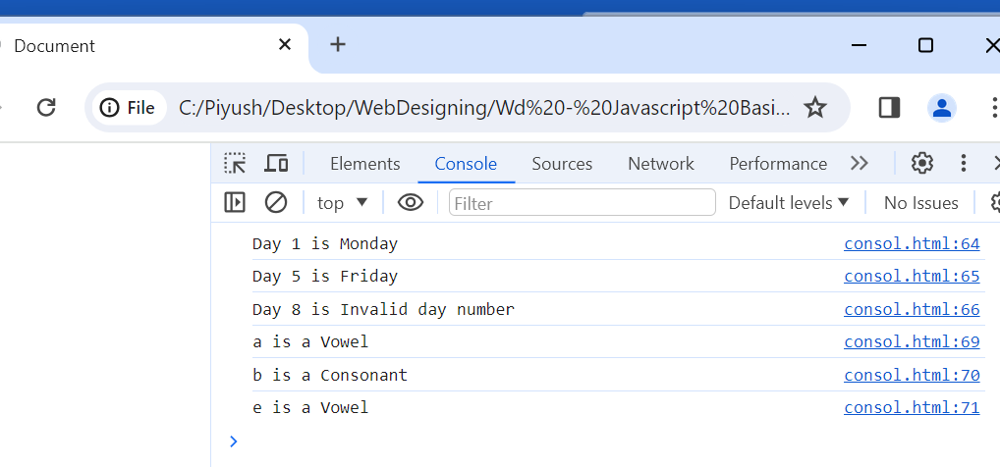 Document
File C:/Piyush/Desktop/WebDesigning/Wd%20-%20Javascript%20Basi...
Elements Console Sources Network Performance
top Filter Default levels No Issues
Day 1 is Monday consol.html:64
Day 5 is Friday consol.html:65
Day 8 is Invalid day number consol.html:66
a is a Vowel consol.html:69
b is a Consonant consol.html:70
e is a Vowel consol.html:71